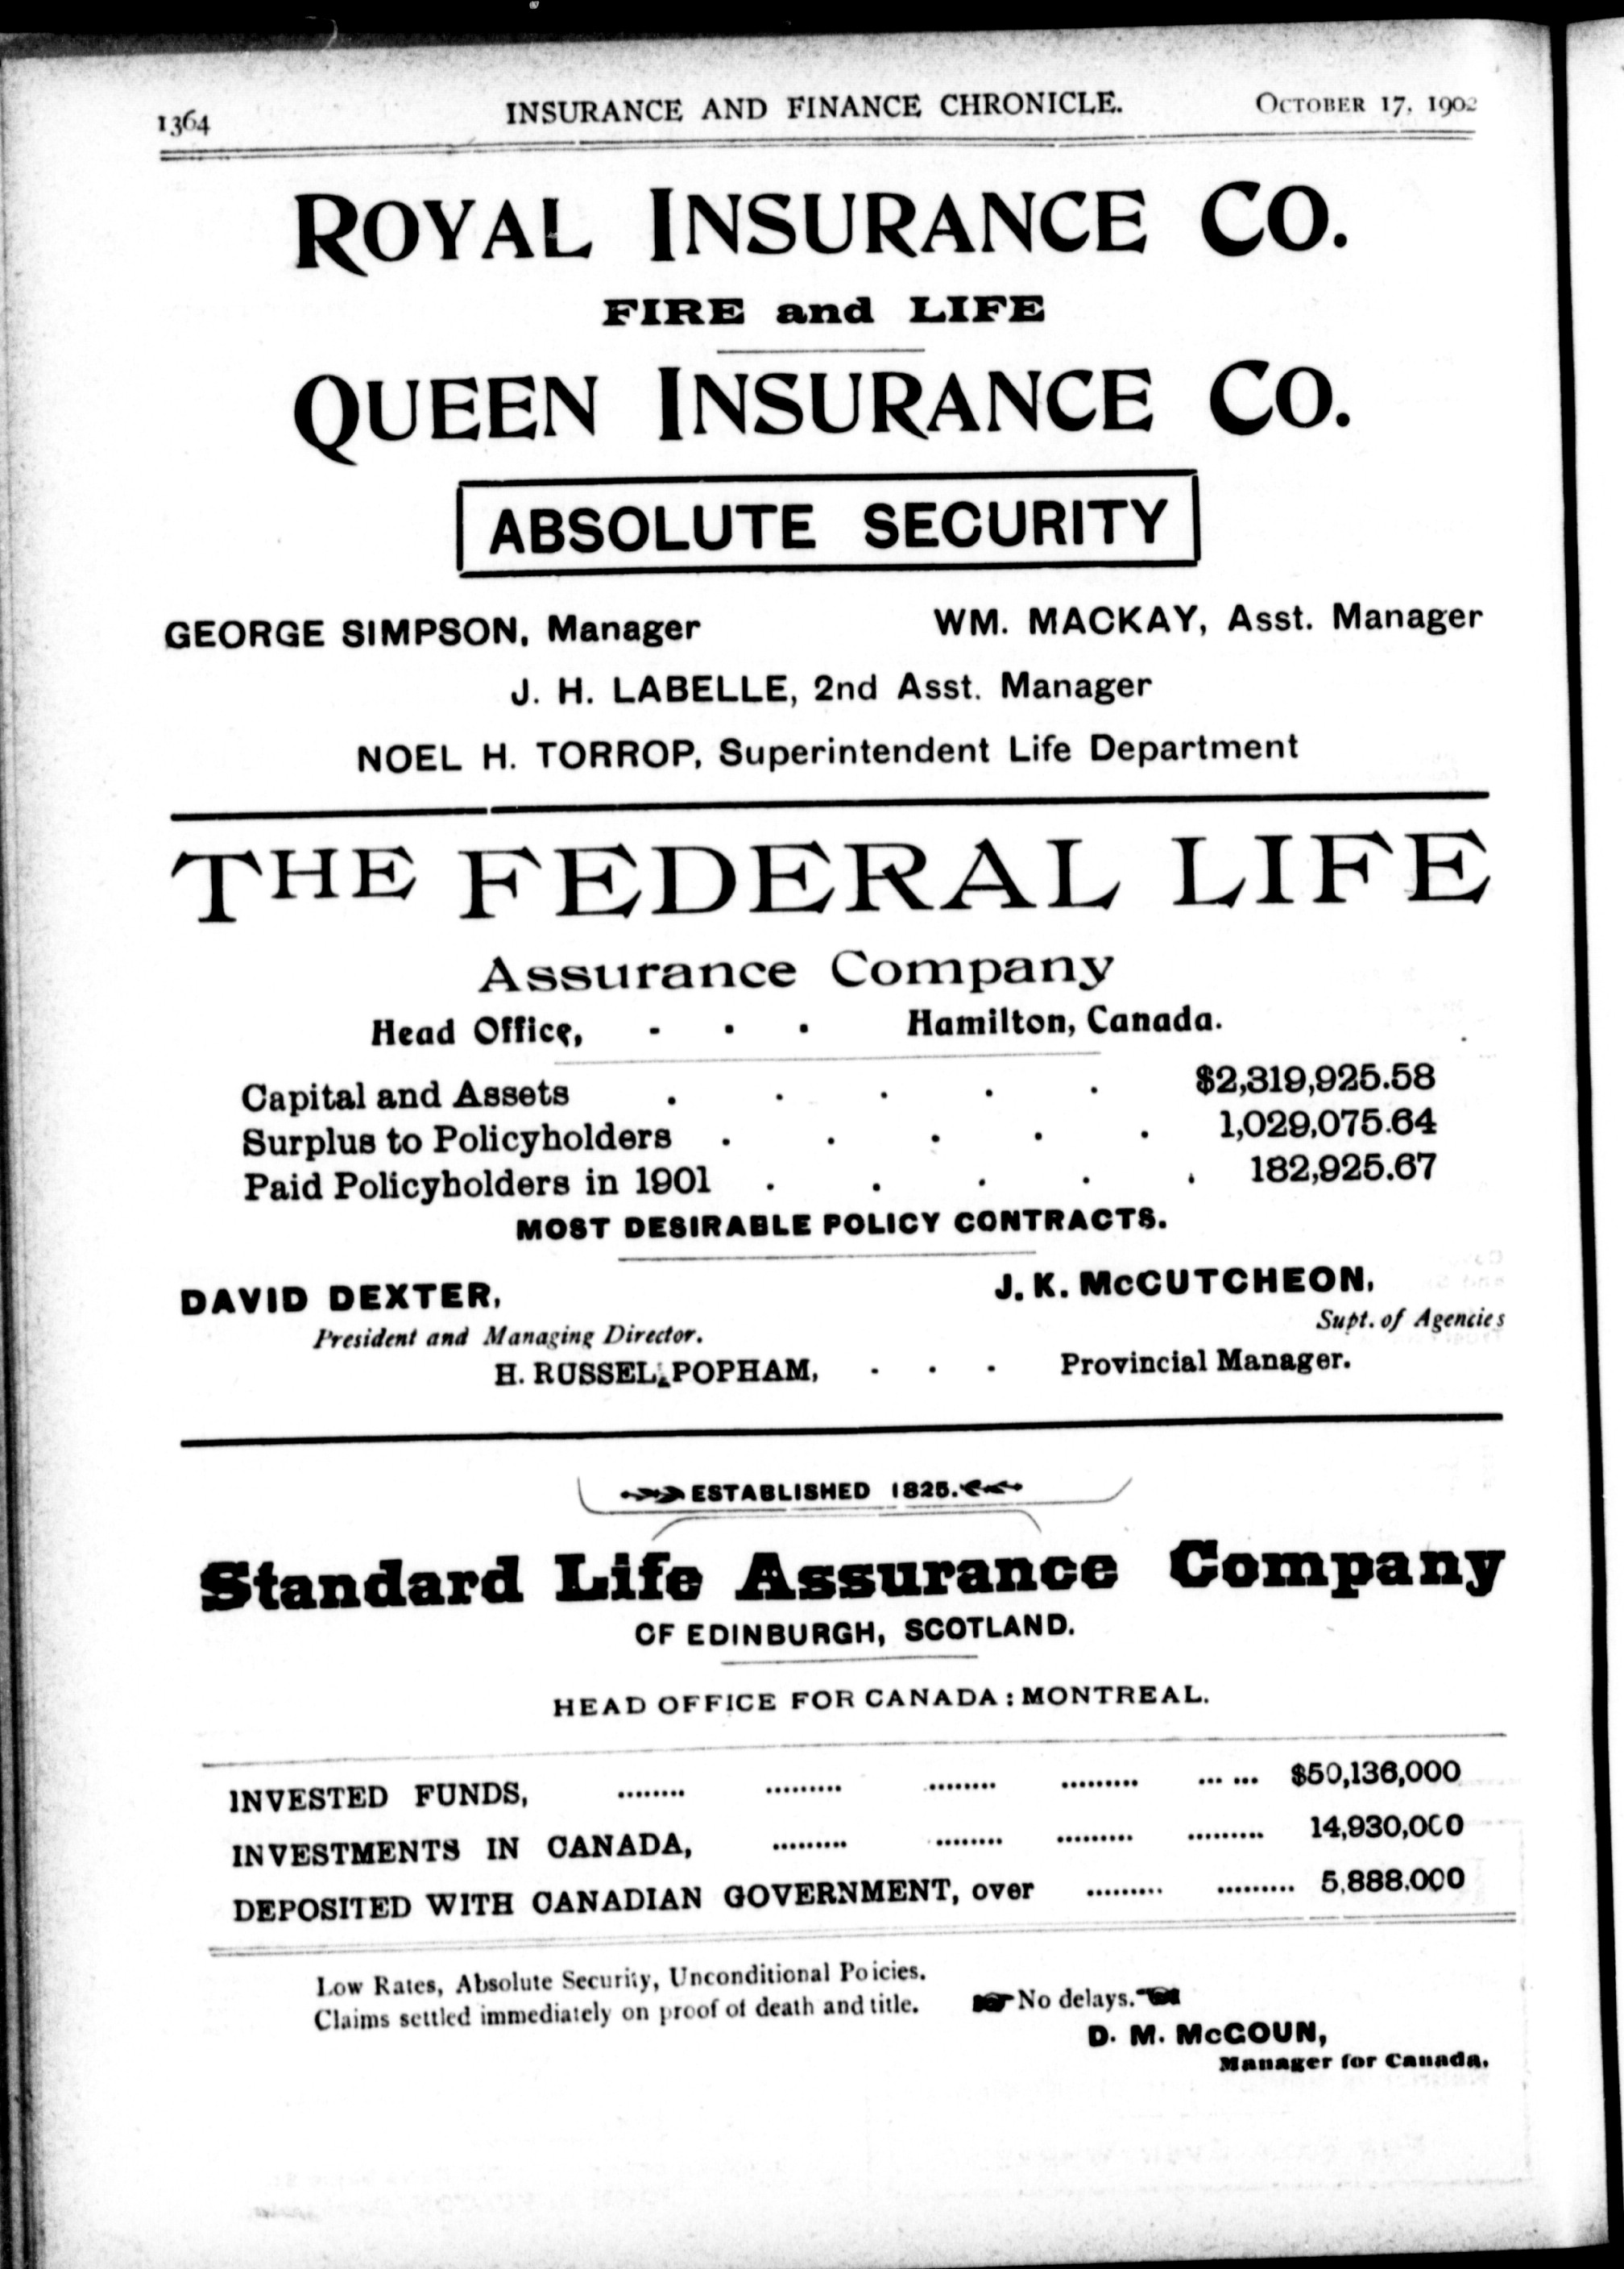 1364 INSURANCE AND FINANCE CHRONICLE. OCTOBER 17, 1902
ROYAL INSURANCE CO.
FIRE and LIFE
QUEEN INSURANCE CO.
ABSOLUTE SECURITY
GEORGE SIMPSON, Manager WM. MACKAY, Asst. Manager
J. H. LABELLE, 2nd Asst. Manager
NOEL H. TORROP, Superintendent Life Department
THE FEDERAL LIFE
Assurance Company
Head Office, - . . Hamilton, Canada.
Capital and Assets . . . . . $2,319,925.58
Surplus to Policyholders . . . . . 1,029,075.64
Paid Policyholders in 1901 . . . . . 182,925.67
MOST DESIRABLE POLICY CONTRACTS.
DAVID DEXTER, J. K. McCUTCHEON,
President and Managing Director. Supt. of Agencies
H. RUSSEL POPHAM, . . . Provincial Manager.
ESTABLISHED 1825.
Standard Life Assurance Company
OF EDINBURGH, SCOTLAND.
HEAD OFFICE FOR CANADA : MONTREAL.
INVESTED FUNDS, ........ ......... ........ ......... ... ... $50,136,000
INVESTMENTS IN CANADA, ......... ........ ......... ......... 14,930,000
DEPOSITED WITH CANADIAN GOVERNMENT, over ......... ......... 5,888,000
Low Rates, Absolute Security, Unconditional Po icies.
Claims settled immediately on proof of death and title. ☛No delays.☚
D. M. McGOUN,
Manager for Canada.